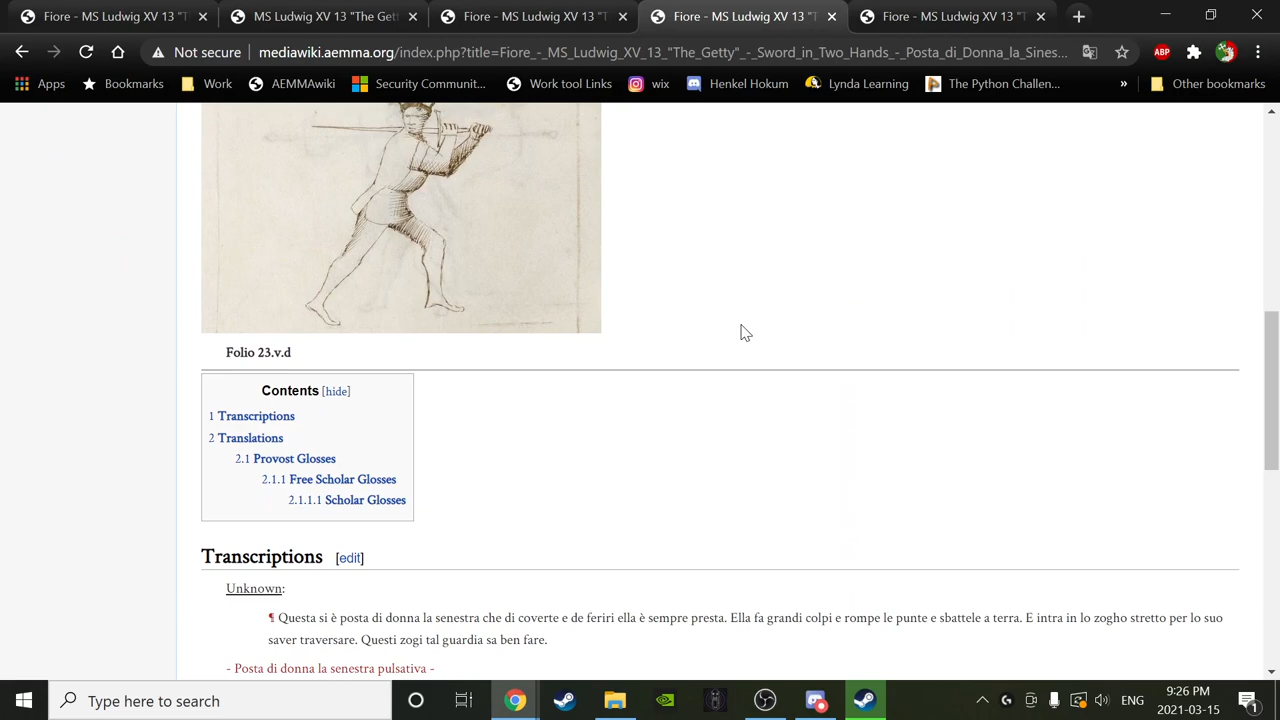 Fiore - MS Ludwig XV 13 "T
MS Ludwig XV 13 "The Getty"
Fiore - MS Ludwig XV 13 "T
Fiore - MS Ludwig XV 13 "T
Fiore - MS Ludwig XV 13 "T
Not secure
mediawiki.aemma.org/index.php?title=Fiore_-_MS_Ludwig_XV_13_"The_Getty"_-_Sword_in_Two_Hands_-_Posta_di_Donna_la_Sines...
ABP
Apps
Bookmarks
Work
AEMMAwiki
Security Communit...
Work tool Links
wix
Henkel Hokum
Lynda Learning
The Python Challen...
»
Other bookmarks
Folio 23.v.d
Contents [hide]
1 Transcriptions
2 Translations
2.1 Provost Glosses
2.1.1 Free Scholar Glosses
2.1.1.1 Scholar Glosses
Transcriptions [edit]
Unknown:
¶ Questa si è posta di donna la senestra che di coverte e de feriri ella è sempre presta. Ella fa grandi colpi e rompe le punte e sbattele a terra. E intra in lo zogho stretto per lo suo
saver traversare. Questi zogi tal guardia sa ben fare.
- Posta di donna la senestra pulsativa -
Type here to search
ENG
9:26 PM
2021-03-15
1